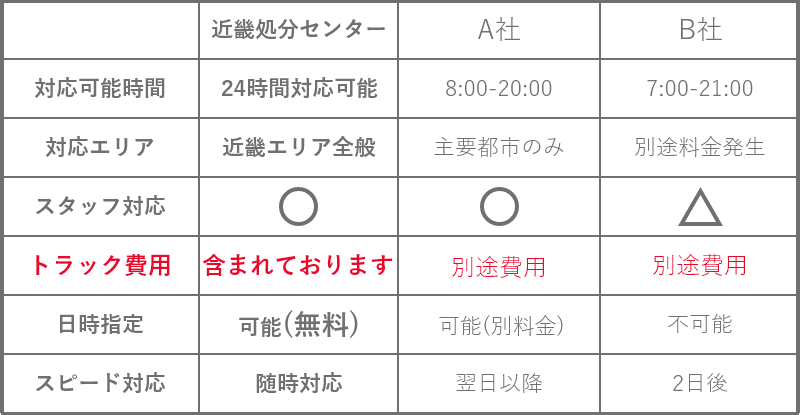 近畿処分センター A社 B社
対応可能時間 24時間対応可能 8:00-20:00 7:00-21:00
対応エリア 近畿エリア全般 主要都市のみ 別途料金発生
スタッフ対応 ◯ ◯ △
トラック費用 含まれております 別途費用 別途費用
日時指定 可能(無料) 可能(別料金) 不可能
スピード対応 随時対応 翌日以降 2日後